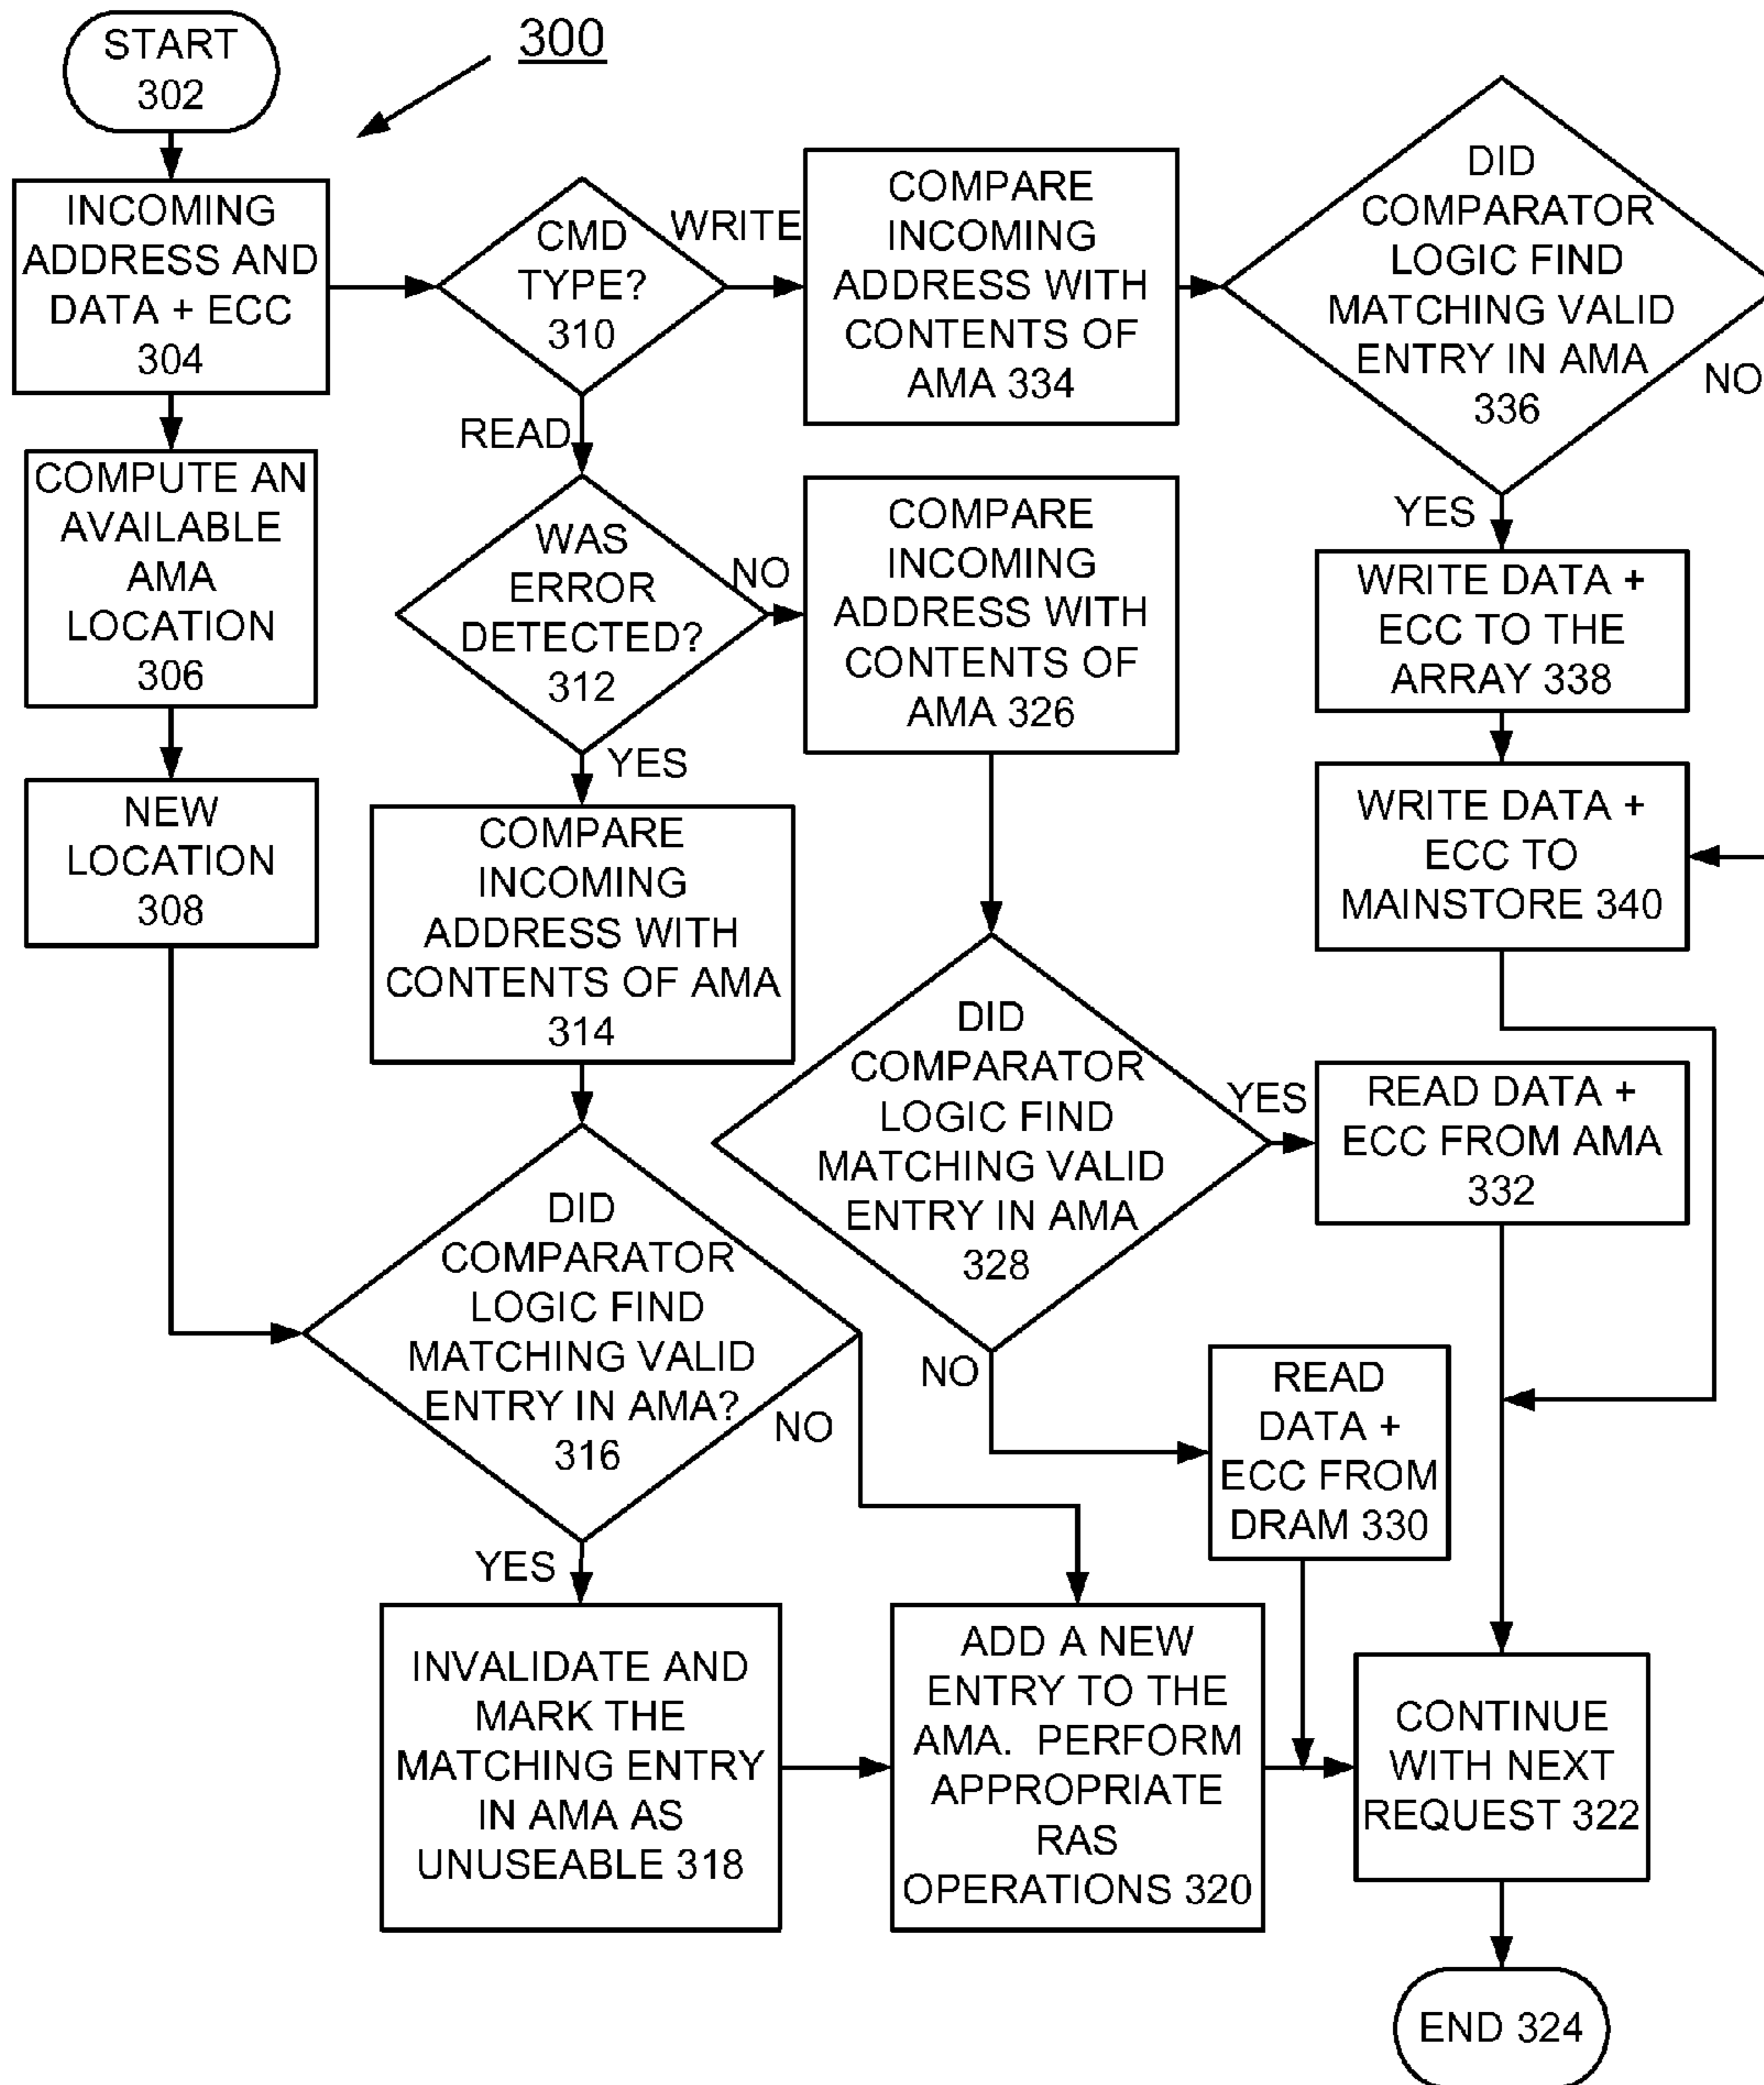 START
302
300
INCOMING
ADDRESS AND
DATA + ECC
304
COMPUTE AN
AVAILABLE
AMA
LOCATION
306
NEW
LOCATION
308
CMD
TYPE?
310
WRITE
READ
COMPARE
INCOMING
ADDRESS WITH
CONTENTS OF
AMA 334
DID
COMPARATOR
LOGIC FIND
MATCHING VALID
ENTRY IN AMA
336
NO
YES
WRITE DATA +
ECC TO THE
ARRAY 338
WRITE DATA +
ECC TO
MAINSTORE 340
WAS
ERROR
DETECTED?
312
NO
YES
COMPARE
INCOMING
ADDRESS WITH
CONTENTS OF
AMA 326
COMPARE
INCOMING
ADDRESS WITH
CONTENTS OF AMA
314
DID
COMPARATOR
LOGIC FIND
MATCHING VALID
ENTRY IN AMA
328
YES
NO
READ DATA +
ECC FROM AMA
332
READ
DATA +
ECC FROM
DRAM 330
DID
COMPARATOR
LOGIC FIND
MATCHING VALID
ENTRY IN AMA?
316
NO
YES
INVALIDATE AND
MARK THE
MATCHING ENTRY
IN AMA AS
UNUSEABLE 318
ADD A NEW
ENTRY TO THE
AMA.  PERFORM
APPROPRIATE
RAS
OPERATIONS 320
CONTINUE
WITH NEXT
REQUEST 322
END 324